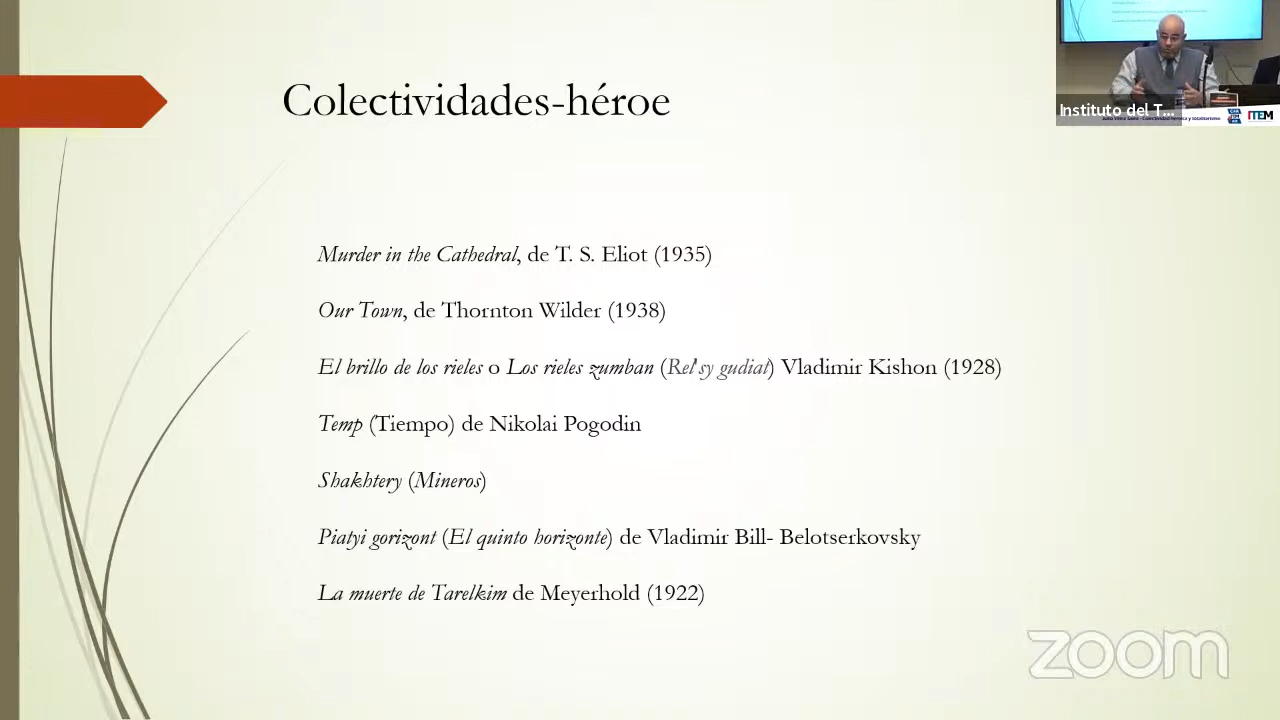 Colectividades-héroe
Murder in the Cathedral, de T. S. Eliot (1935)
Our Town, de Thornton Wilder (1938)
El brillo de los rieles o Los rieles zumban (Rel'sy gudiat) Vladimir Kishon (1928)
Temp (Tiempo) de Nikolai Pogodin
Shakhtery (Mineros)
Piatyi gorizont (El quinto horizonte) de Vladimir Bill- Belotserkovsky
La muerte de Tarelkim de Meyerhold (1922)
Instituto del T...
ITEM
zoom